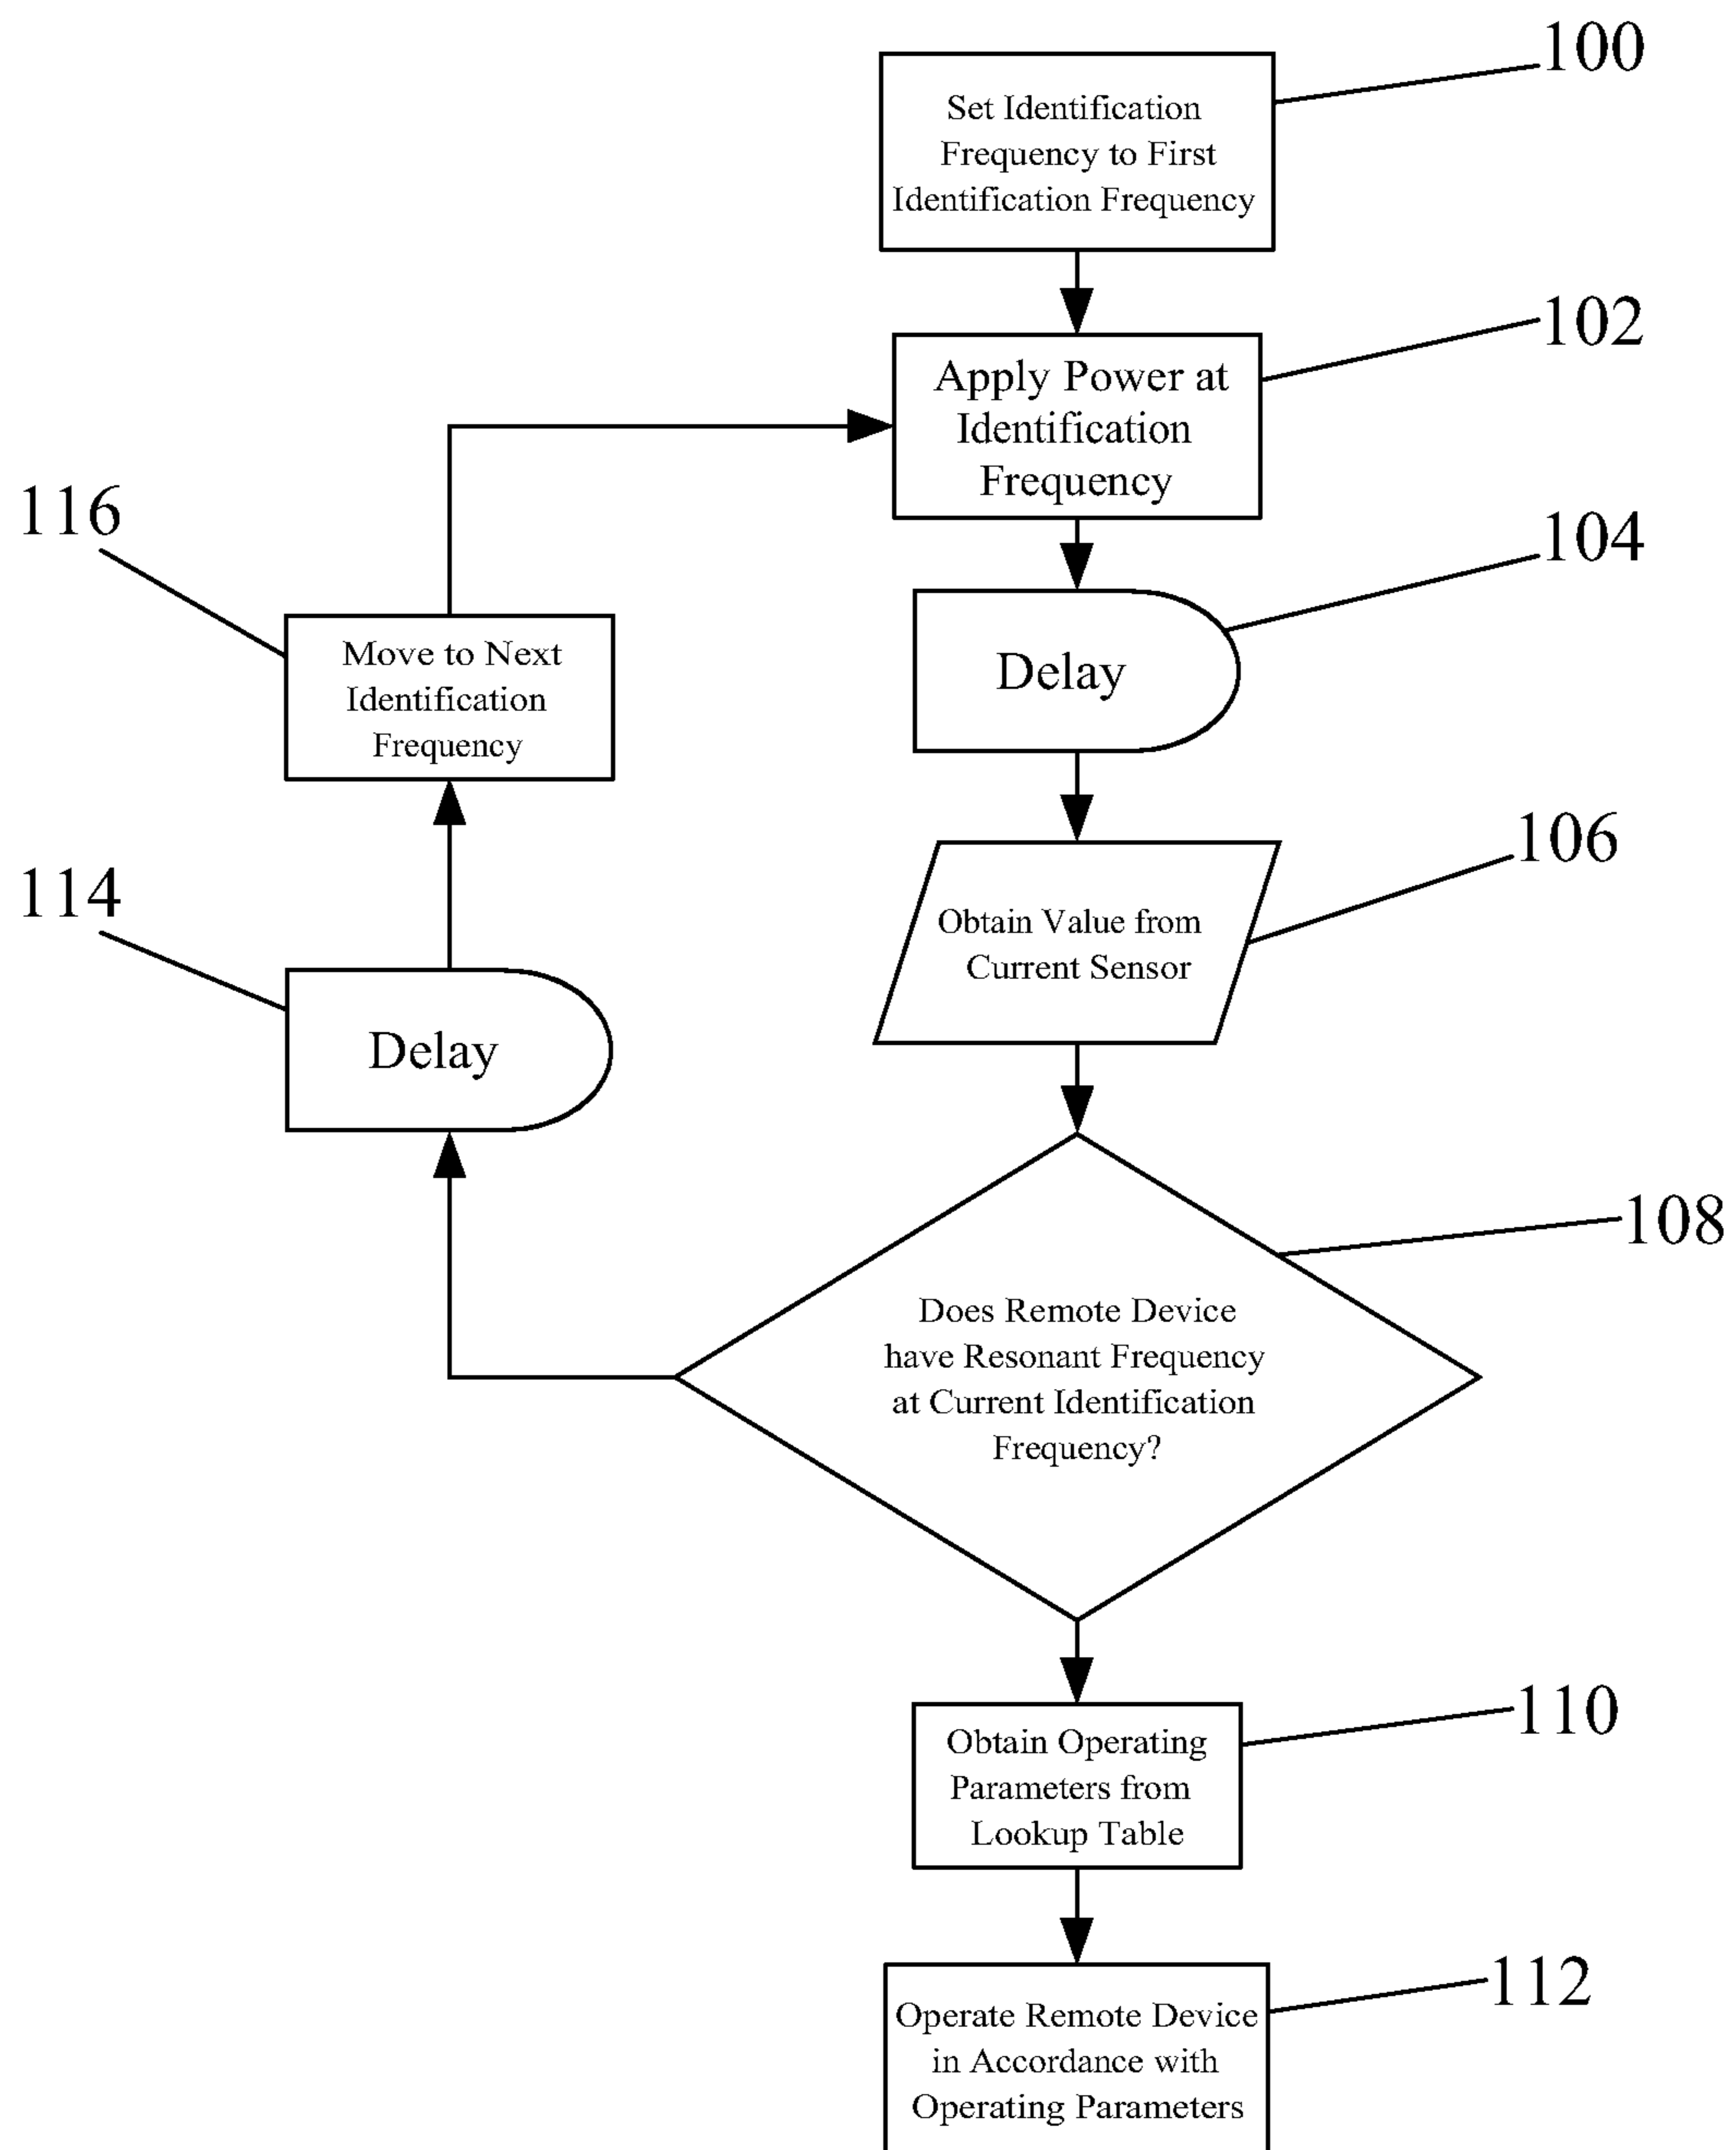 100
Set Identification
Frequency to First
Identification Frequency
102
Apply Power at
Identification
Frequency
104
Delay
116
Move to Next
Identification
Frequency
106
Obtain Value from
Current Sensor
114
Delay
108
Does Remote Device
have Resonant Frequency
at Current Identification
Frequency?
110
Obtain Operating
Parameters from
Lookup Table
112
Operate Remote Device
in Accordance with
Operating Parameters